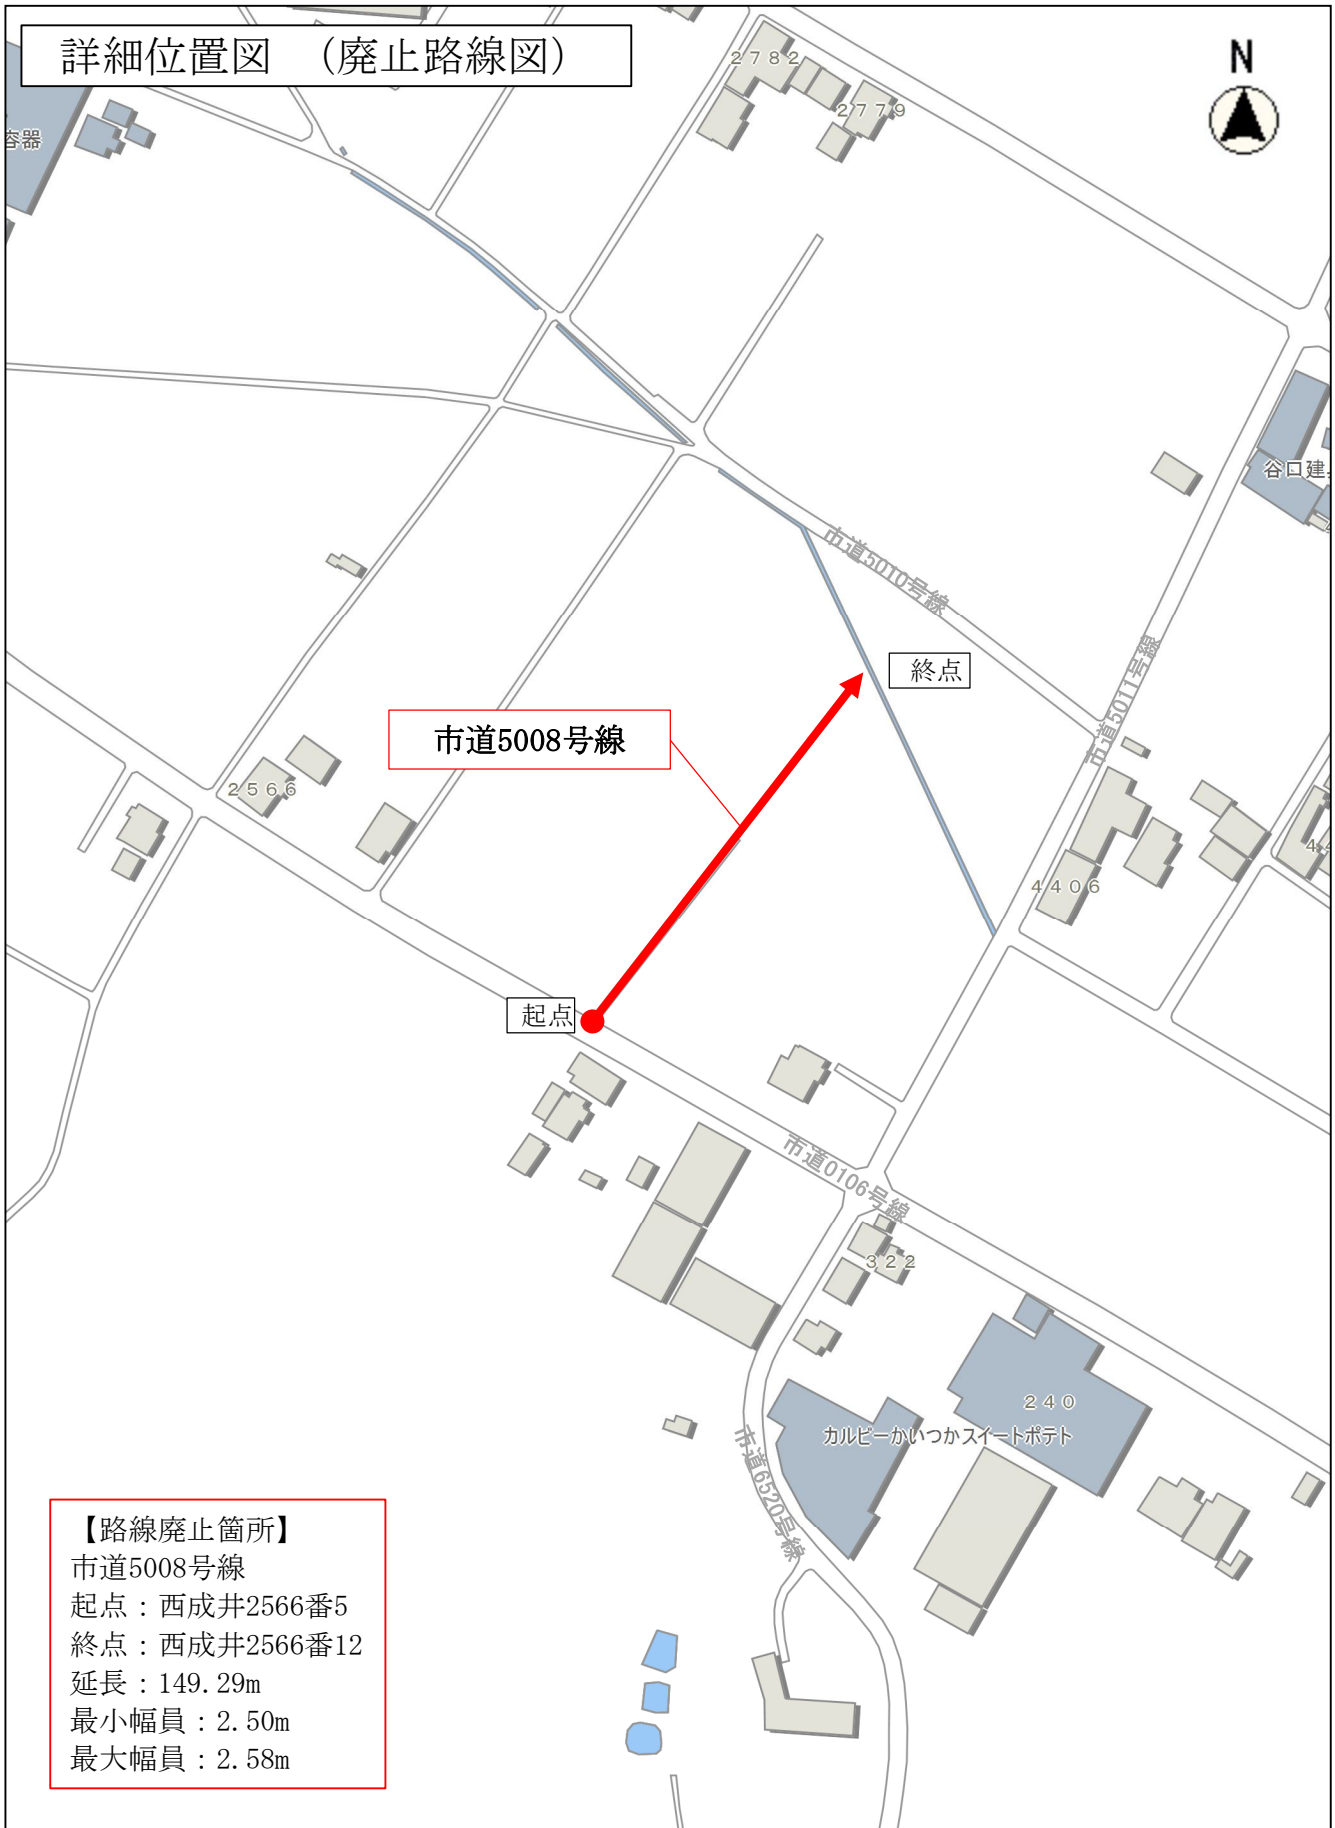 詳細位置図　（廃止路線図）
N
2782
2779
容器
谷口建
市道5010号線
終点
市道5011号線
市道5008号線
2566
4406
起点
市道0106号線
322
240
カルビーかいつかスイートポテト
市道6520号線
【路線廃止箇所】
市道5008号線
起点：西成井2566番5
終点：西成井2566番12
延長：149.29m
最小幅員：2.50m
最大幅員：2.58m